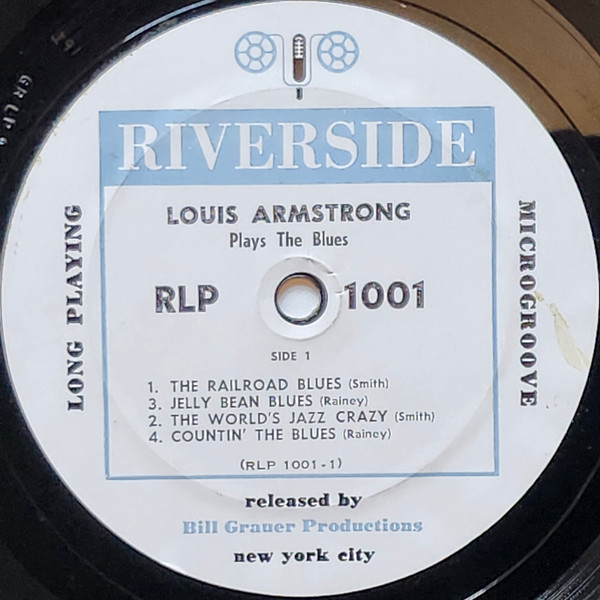 RIVERSIDE
LOUIS ARMSTRONG
Plays The Blues
RLP 1001
SIDE 1
1. THE RAILROAD BLUES (Smith)
3. JELLY BEAN BLUES (Rainey)
2. THE WORLD'S JAZZ CRAZY (Smith)
4. COUNTIN' THE BLUES (Rainey)
(RLP 1001-1)
LONG PLAYING
MICROGROOVE
released by
Bill Grauer Productions
new york city
GR LP